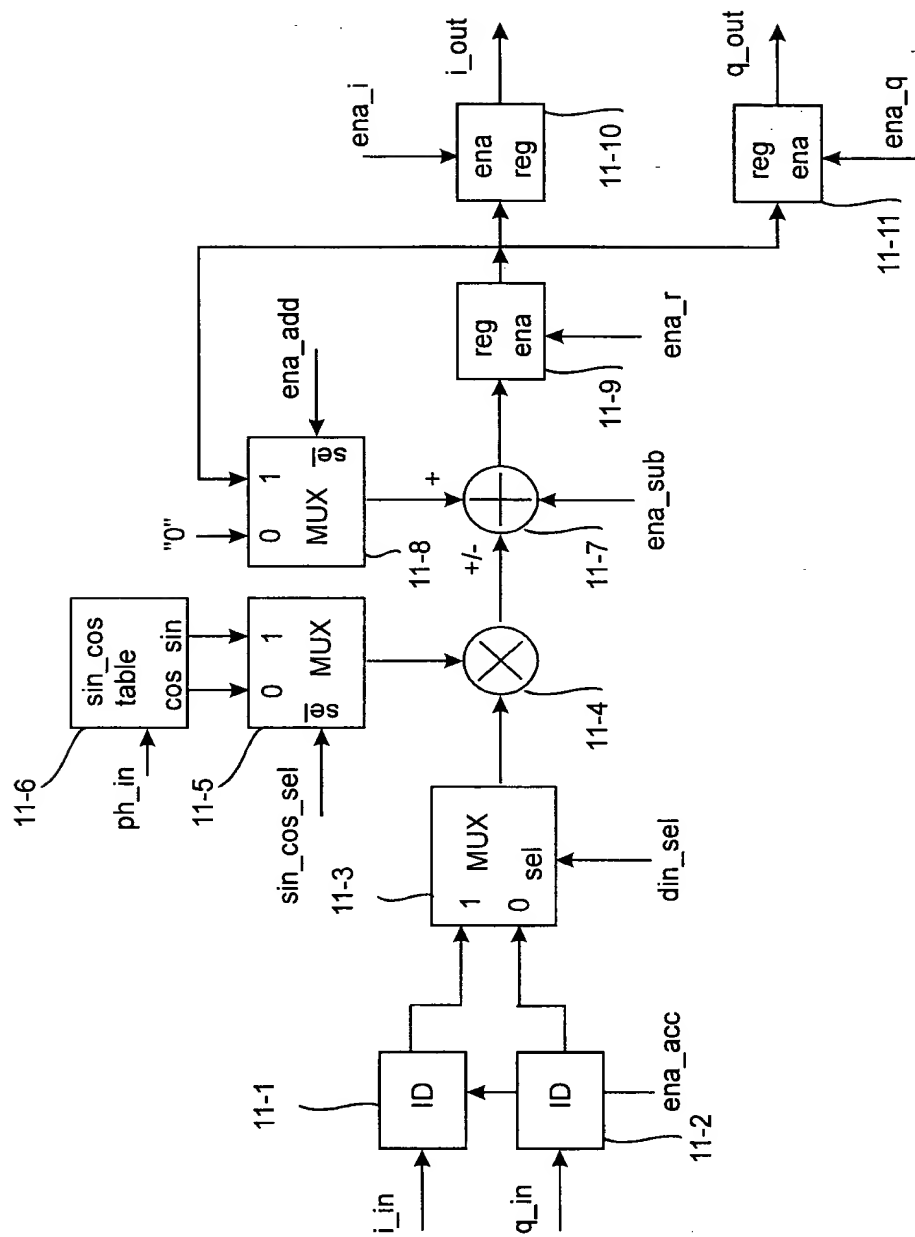 11-6
sin_cos
table
cos sin
ph_in
11-5
0 1
MUX
sel
sin_cos_sel
"0"
0 1
MUX
sel
ena_add
11-8
ena_i
ena
reg
i_out
11-10
11-3
1 MUX
0 sel
din_sel
11-4
+/-
+
11-7
ena_sub
reg
ena
11-9
ena_r
reg
ena
q_out
11-11
ena_q
11-1
ID
i_in
ID
q_in
ena_acc
11-2